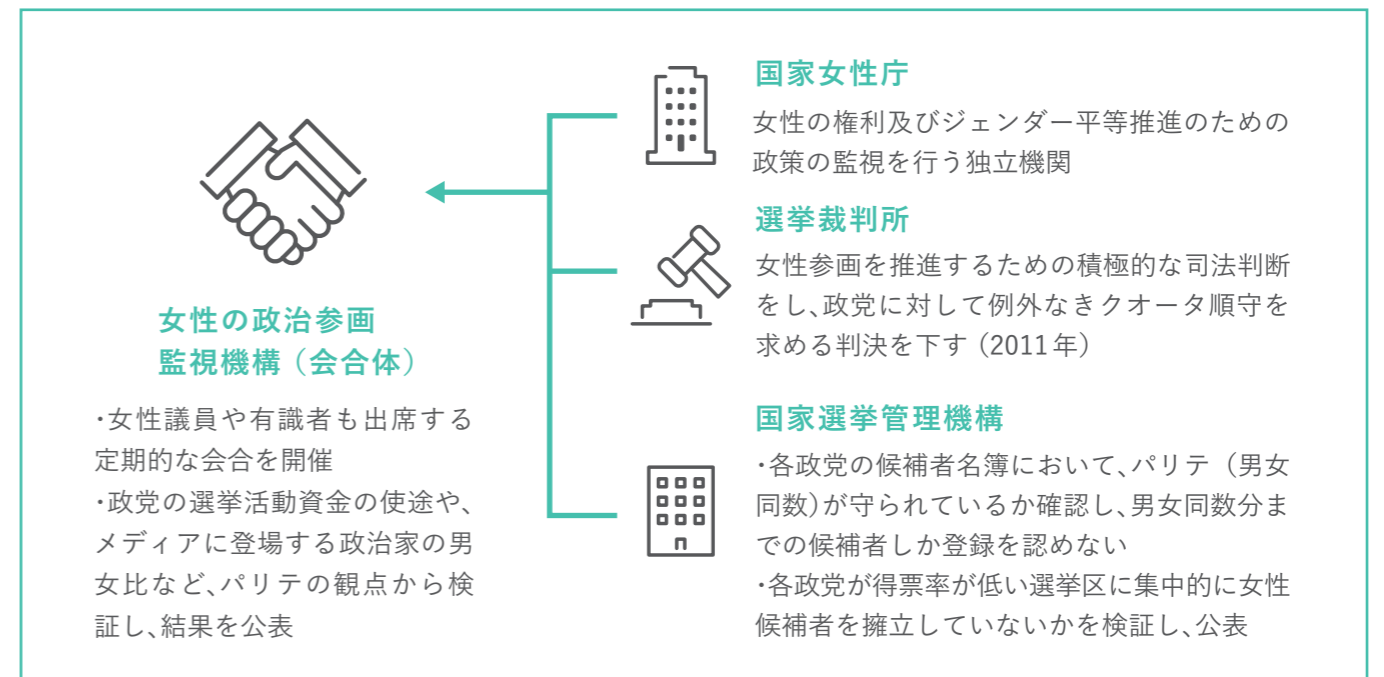 女性の政治参画
監視機構（会合体）
・女性議員や有識者も出席する
定期的な会合を開催
・政党の選挙活動資金の使途や、
メディアに登場する政治家の男
女比など、パリテの観点から検
証し、結果を公表
国家女性庁
女性の権利及びジェンダー平等推進のための
政策の監視を行う独立機関
選挙裁判所
女性参画を推進するための積極的な司法判断
をし、政党に対して例外なきクオータ順守を
求める判決を下す（2011年）
国家選挙管理機構
・各政党の候補者名簿において、パリテ（男女
同数）が守られているか確認し、男女同数分ま
での候補者しか登録を認めない
・各政党が得票率が低い選挙区に集中的に女性
候補者を擁立していないかを検証し、公表